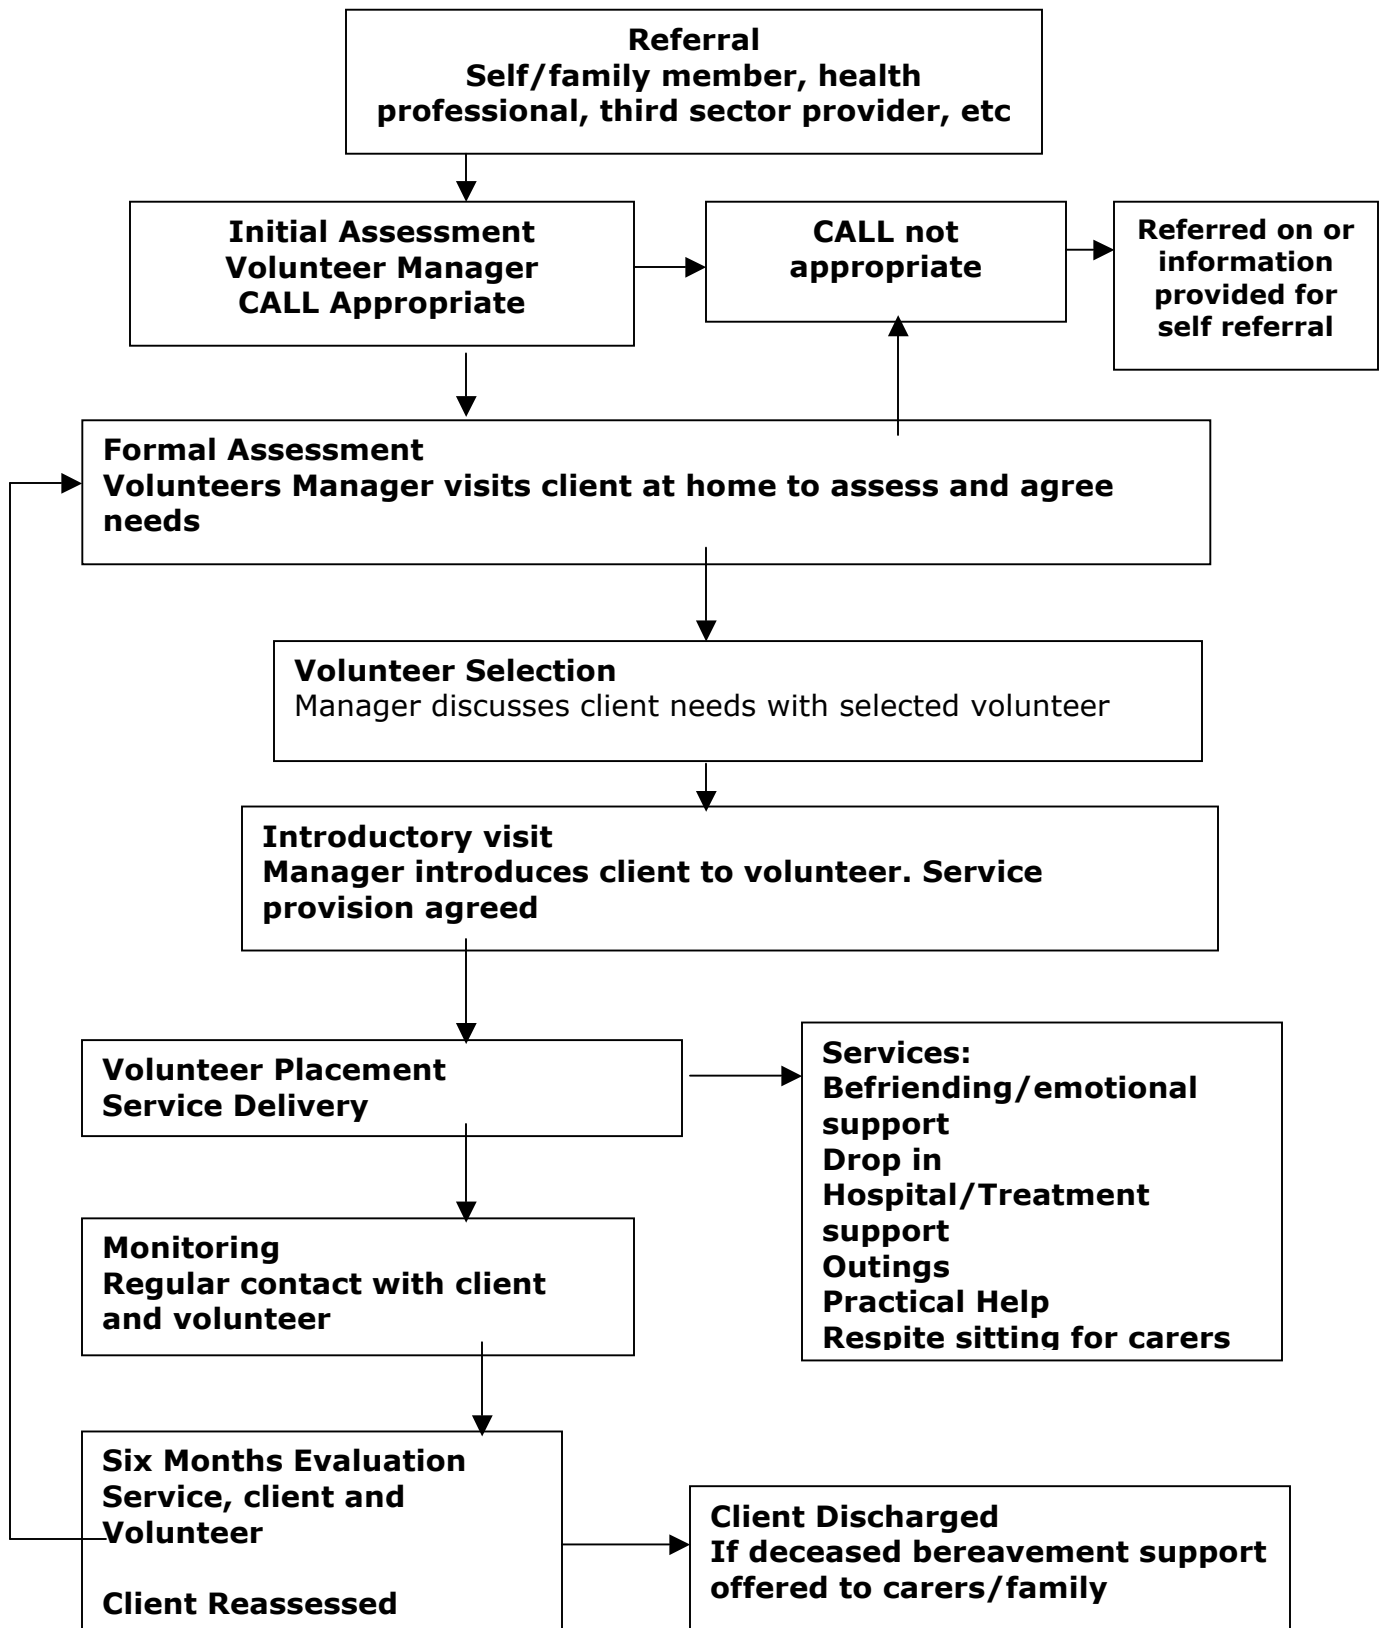 Referral
Self/family member, health
professional, third sector provider, etc
Initial Assessment
Volunteer Manager
CALL Appropriate
CALL not
appropriate
Referred on or
information
provided for
self referral
Formal Assessment
Volunteers Manager visits client at home to assess and agree
needs
Volunteer Selection
Manager discusses client needs with selected volunteer
Introductory visit
Manager introduces client to volunteer. Service
provision agreed
Volunteer Placement
Service Delivery
Services:
Befriending/emotional
support
Drop in
Hospital/Treatment
support
Outings
Practical Help
Respite sitting for carers
Monitoring
Regular contact with client
and volunteer
Six Months Evaluation
Service, client and
Volunteer
Client Reassessed
Client Discharged
If deceased bereavement support
offered to carers/family